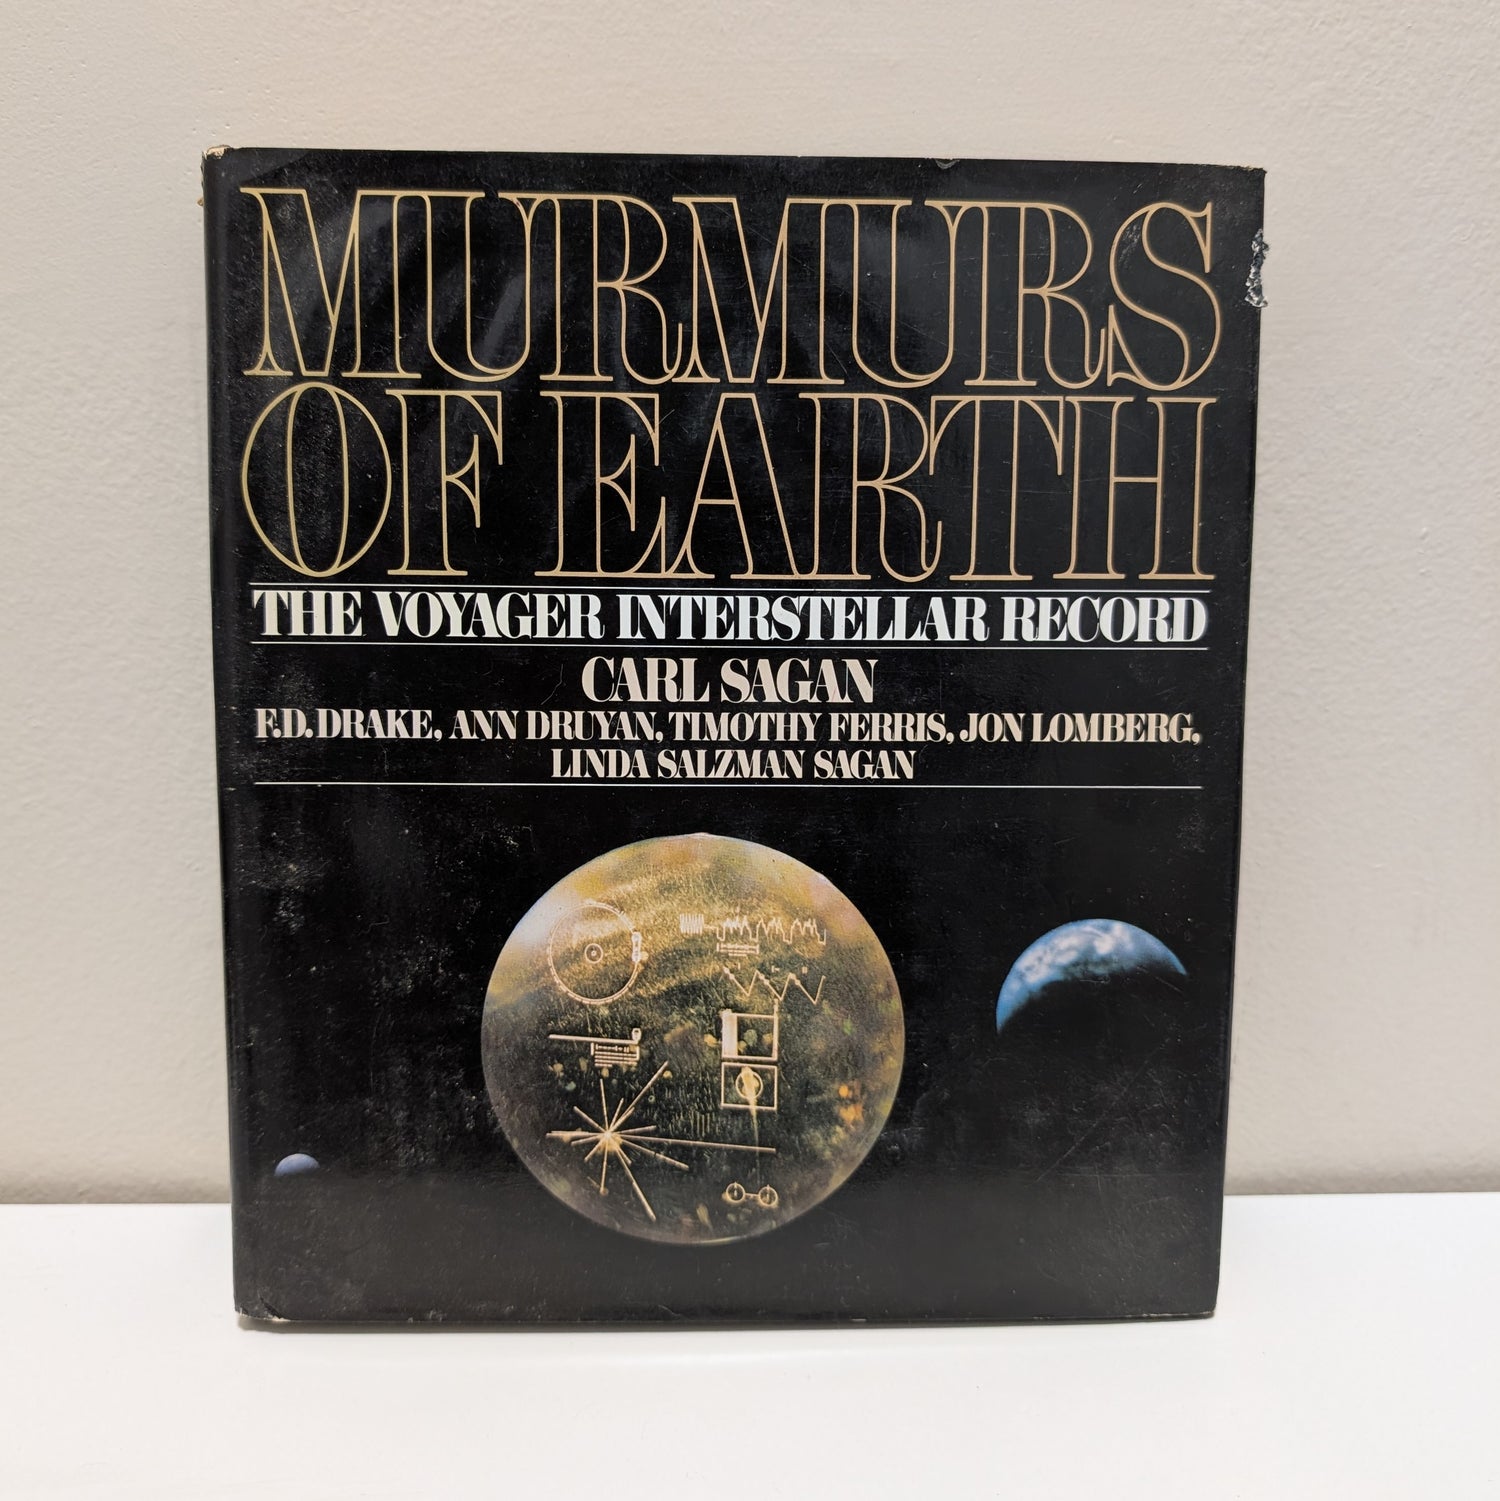 MURMURS
OF EARTH
THE VOYAGER INTERSTELLAR RECORD
CARL SAGAN
F.D. DRAKE, ANN DRUYAN, TIMOTHY FERRIS, JON LOMBERG,
LINDA SALZMAN SAGAN